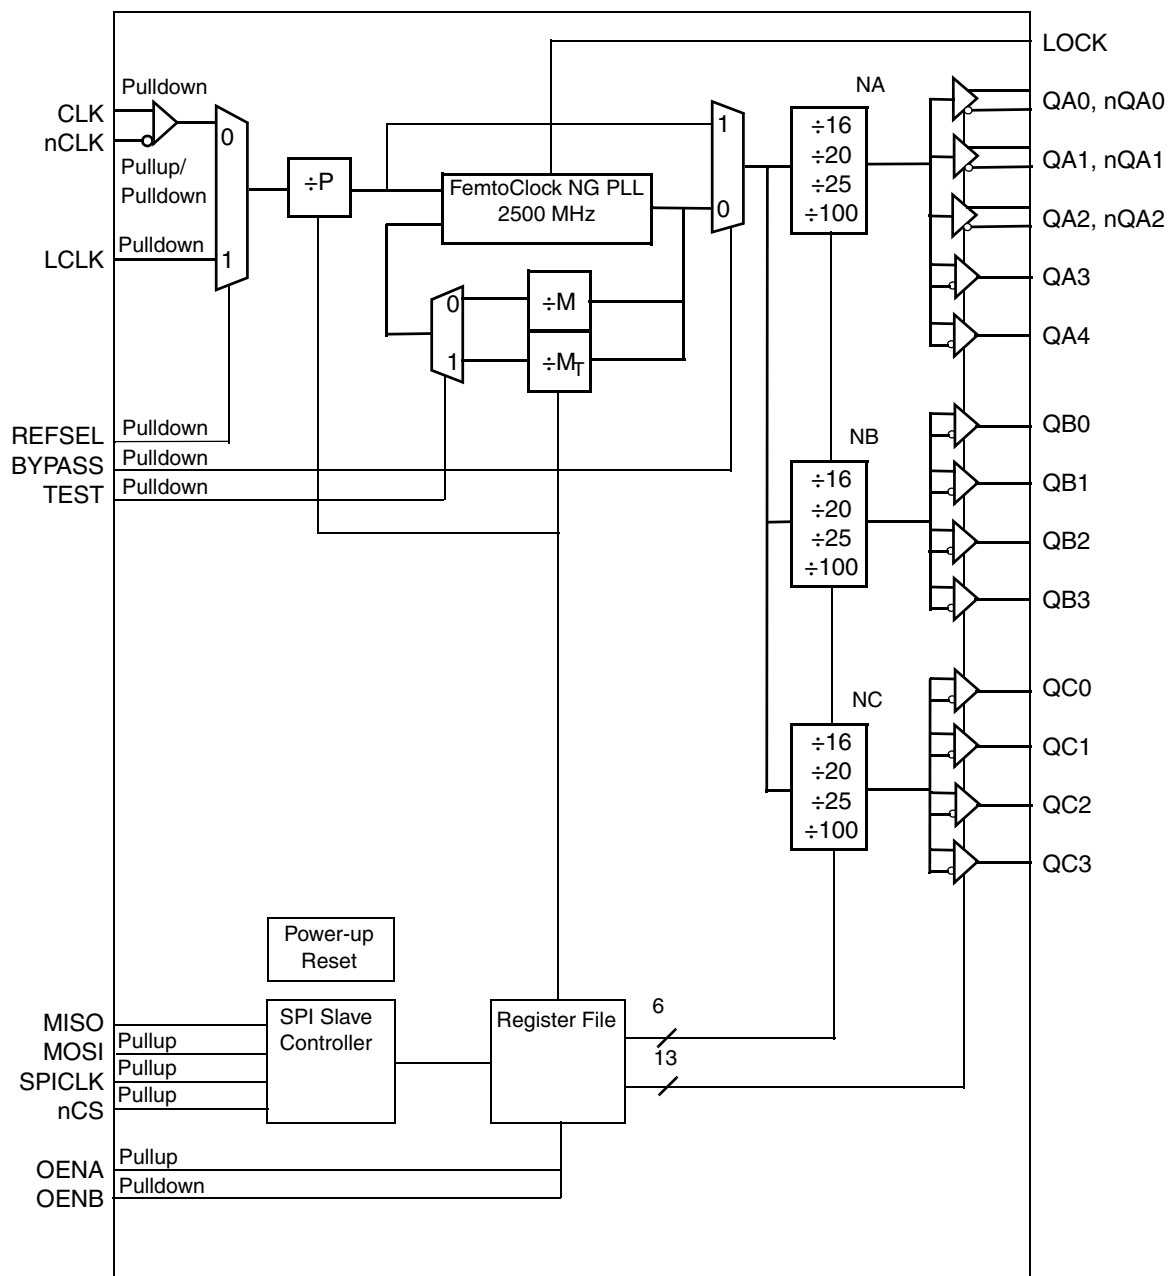 LOCK
Pulldown
CLK
nCLK
Pullup/
Pulldown
LCLK
Pulldown
0
1
÷P
FemtoClock NG PLL
2500 MHz
1
0
0
1
÷M
÷MT
REFSEL
Pulldown
BYPASS
Pulldown
TEST
Pulldown
NA
÷16
÷20
÷25
÷100
QA0, nQA0
QA1, nQA1
QA2, nQA2
QA3
QA4
NB
÷16
÷20
÷25
÷100
QB0
QB1
QB2
QB3
NC
÷16
÷20
÷25
÷100
QC0
QC1
QC2
QC3
Power-up
Reset
MISO
MOSI
Pullup
SPICLK
Pullup
nCS
Pullup
SPI Slave
Controller
Register File
6
13
OENA
Pullup
OENB
Pulldown